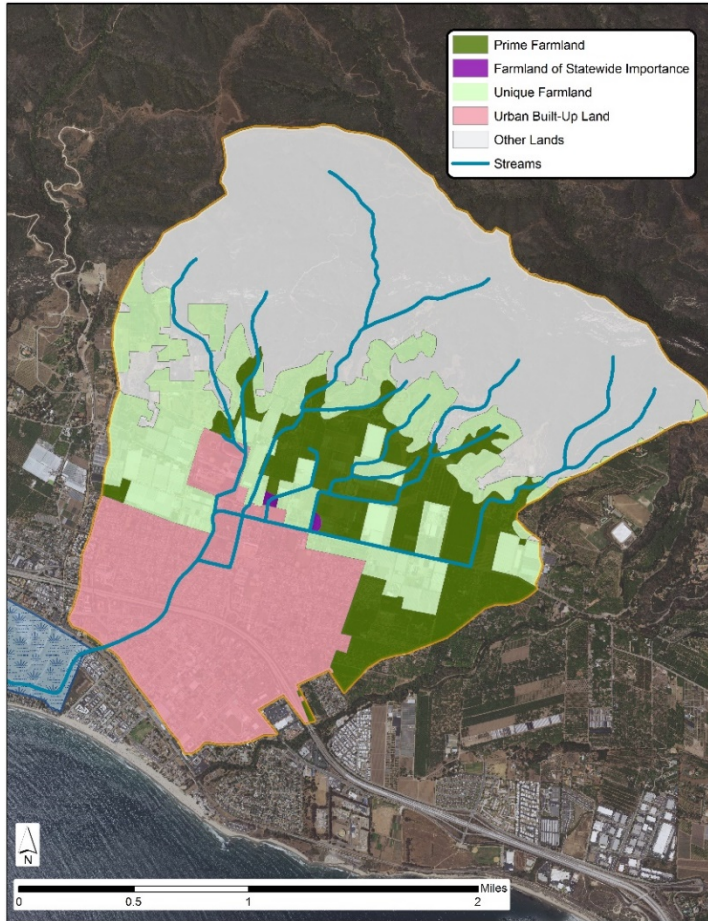 Prime Farmland
Farmland of Statewide Importance
Unique Farmland
Urban Built-Up Land
Other Lands
Streams
N
Miles
0 0.5 1 2